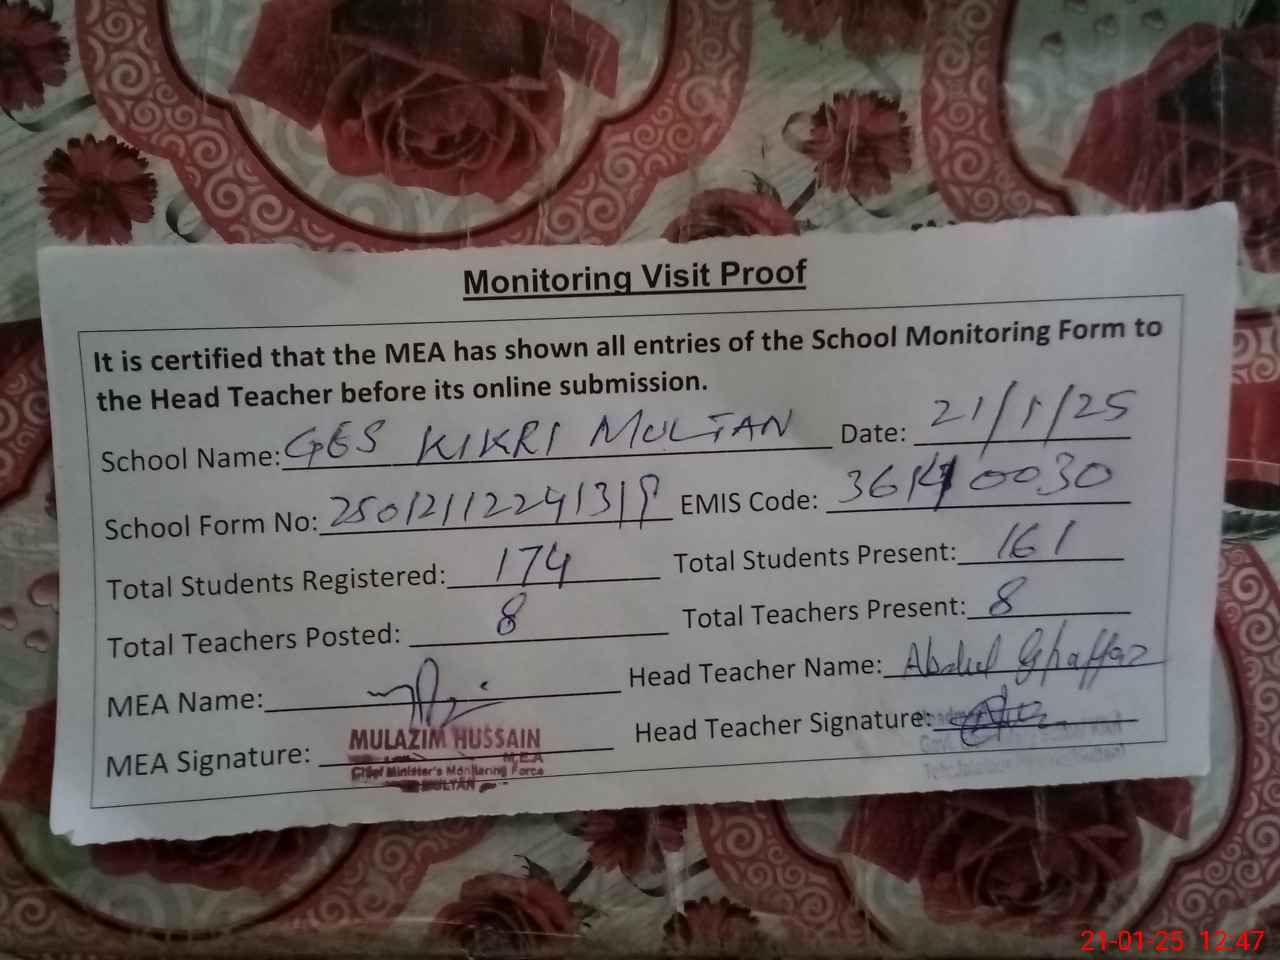 Monitoring Visit Proof
It is certified that the MEA has shown all entries of the School Monitoring Form to
the Head Teacher before its online submission.
School Name: GES KIKRI MULTAN Date: 21/1/25
School Form No: EMIS Code:
Total Students Registered: 174 Total Students Present: 161
Total Teachers Posted: 8 Total Teachers Present: 8
MEA Name: Head Teacher Name: Abdul Ghaffar
MEA Signature: Head Teacher Signature:
MULAZIM HUSSAIN
M.E.A
Chief Minister's Monitoring Force
MULTAN
21-01-25 12:47